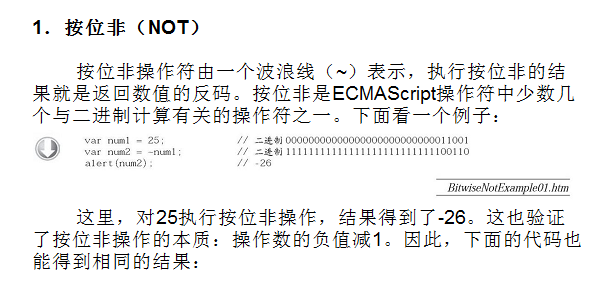 1．按位非（NOT）
按位非操作符由一个波浪线（~）表示，执行按位非的结
果就是返回数值的反码。按位非是ECMAScript操作符中少数几
个与二进制计算有关的操作符之一。下面看一个例子：
var num1 = 25; // 二进制00000000000000000000000000011001
var num2 = ~num1; // 二进制11111111111111111111111111100110
alert(num2); // -26
BitwiseNotExample01.htm
这里，对25执行按位非操作，结果得到了-26。这也验证
了按位非操作的本质：操作数的负值减1。因此，下面的代码也
能得到相同的结果：